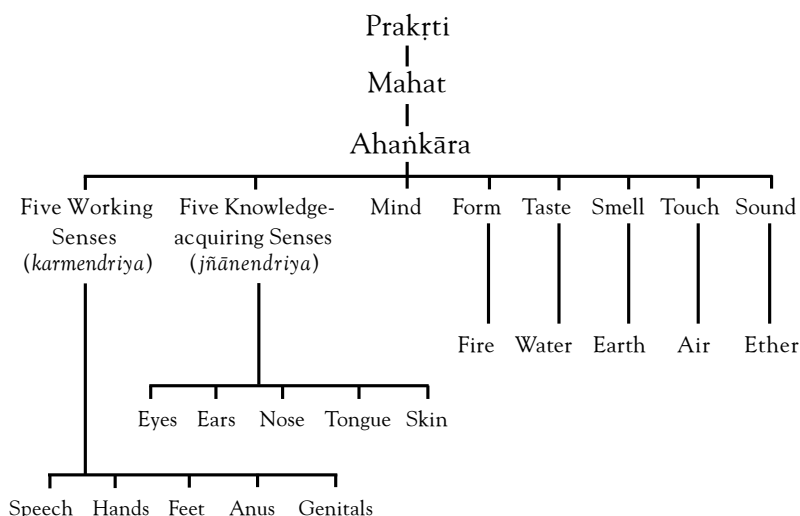 Prakṛti
Mahat
Ahaṅkāra
Five Working
Senses
(karmendriya)
Five Knowledge-
acquiring Senses
(jñānendriya)
Mind
Form
Taste
Smell
Touch
Sound
Fire
Water
Earth
Air
Ether
Eyes
Ears
Nose
Tongue
Skin
Speech
Hands
Feet
Anus
Genitals